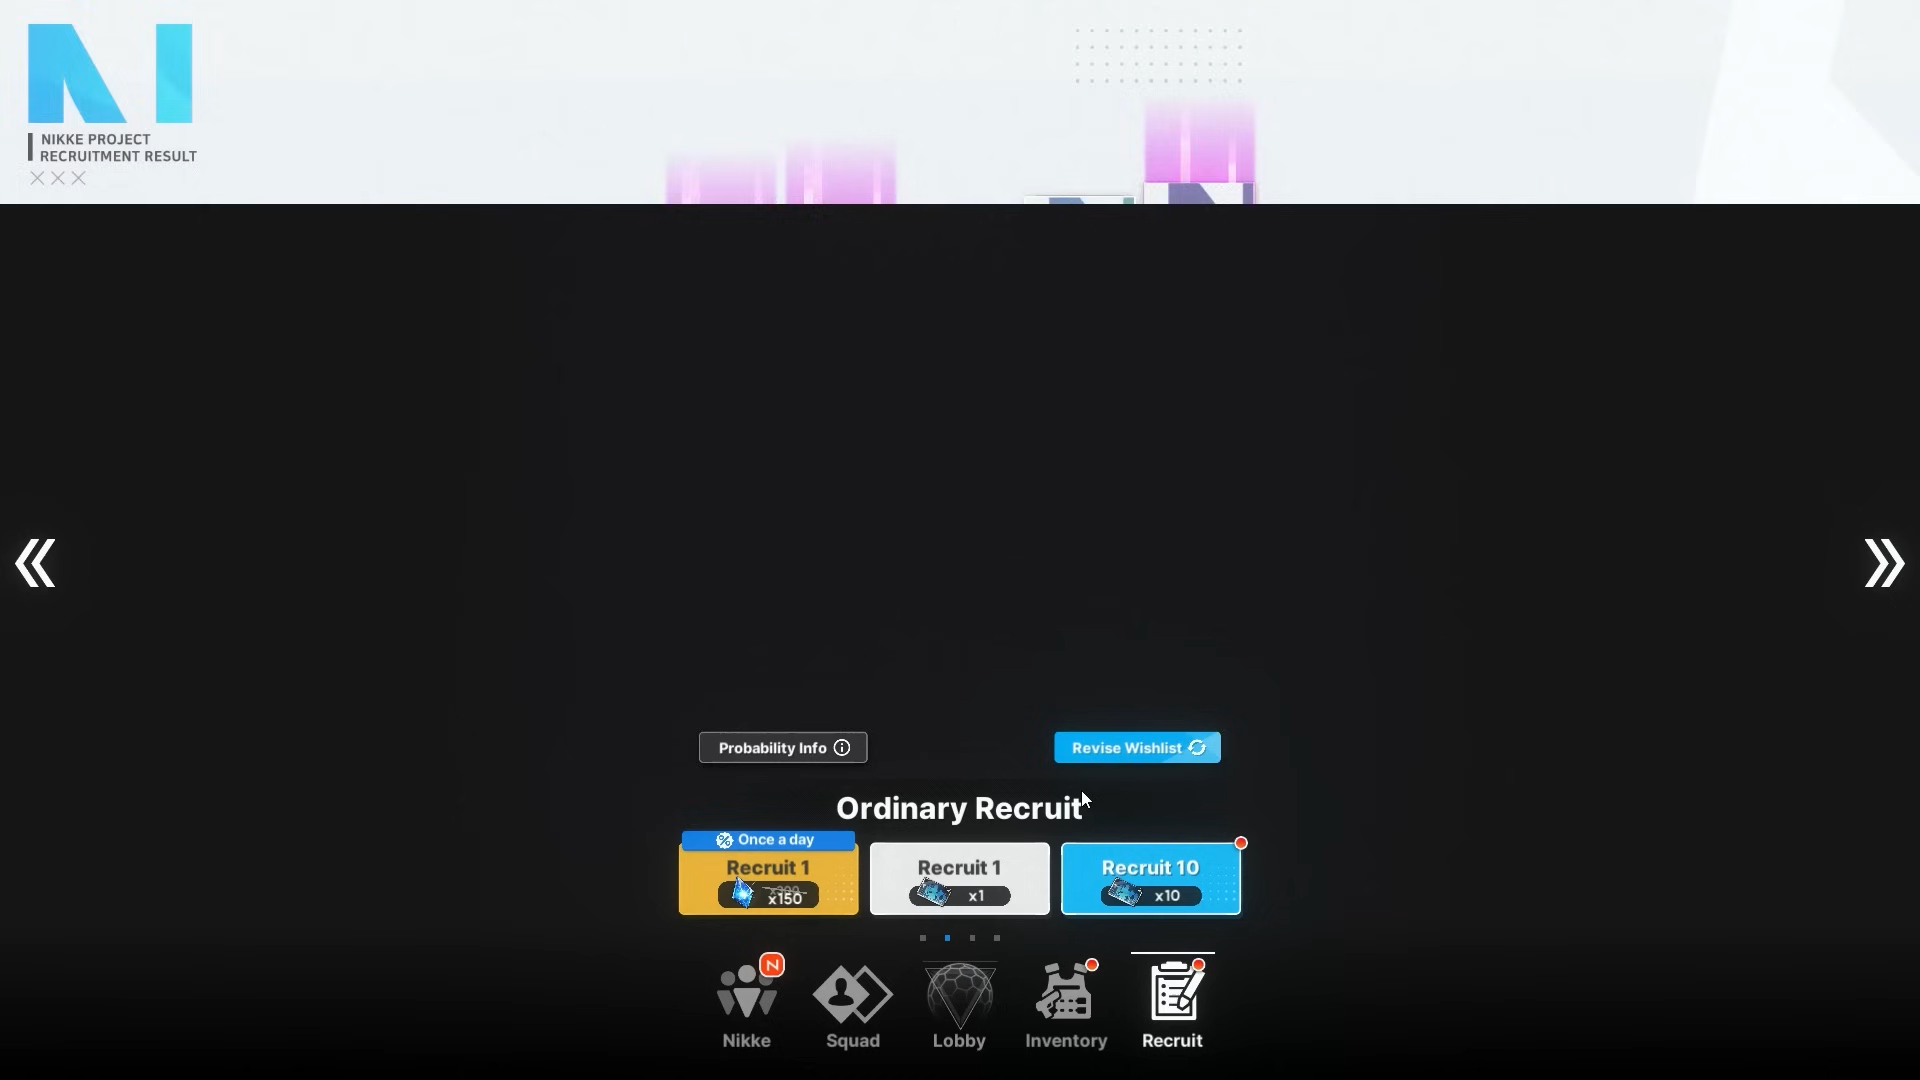 NIKKE PROJECT
RECRUITMENT RESULT
Probability Info
Revise Wishlist
Ordinary Recruit
Once a day
Recruit 1
x300
x150
Recruit 1
x1
Recruit 10
x10
N
Nikke
Squad
Lobby
Inventory
Recruit